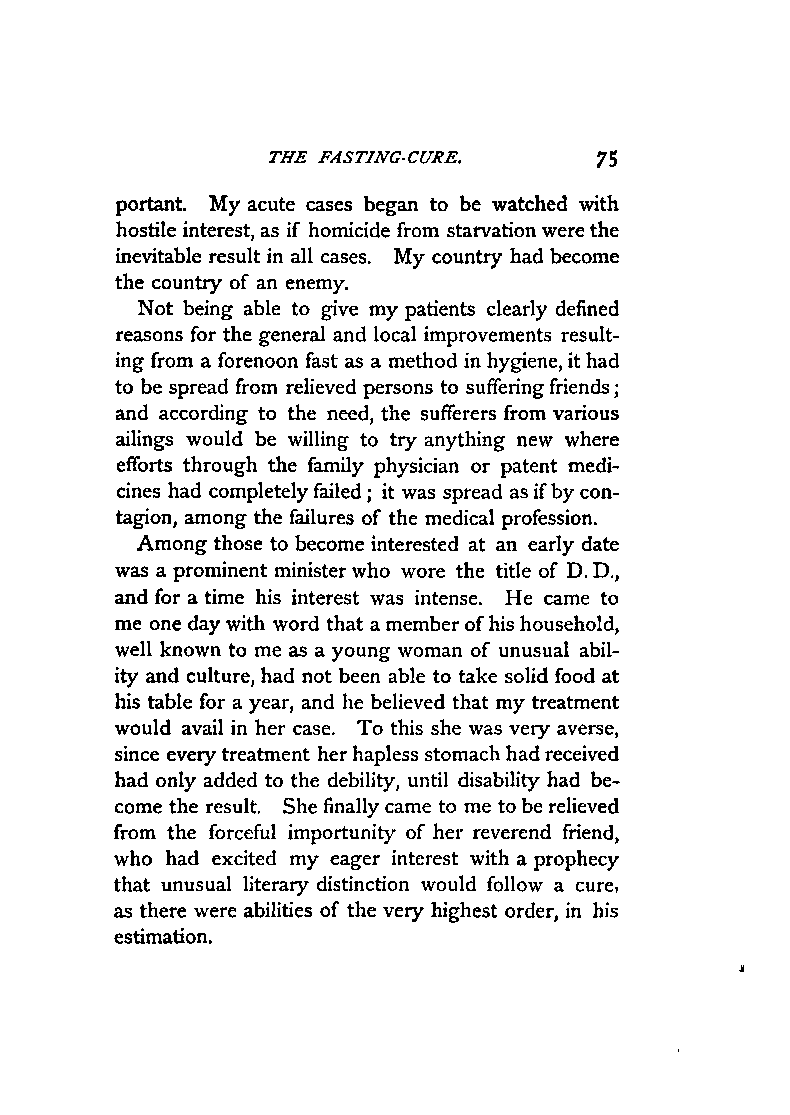 THE FASTING-CURE. 75
portant. My acute cases began to be watched with
hostile interest, as if homicide from starvation were the
inevitable result in all cases. My country had become
the country of an enemy.
Not being able to give my patients clearly defined
reasons for the general and local improvements result-
ing from a forenoon fast as a method in hygiene, it had
to be spread from relieved persons to suffering friends;
and according to the need, the sufferers from various
ailings would be willing to try anything new where
efforts through the family physician or patent medi-
cines had completely failed; it was spread as if by con-
tagion, among the failures of the medical profession.
Among those to become interested at an early date
was a prominent minister who wore the title of D. D.,
and for a time his interest was intense. He came to
me one day with word that a member of his household,
well known to me as a young woman of unusual abil-
ity and culture, had not been able to take solid food at
his table for a year, and he believed that my treatment
would avail in her case. To this she was very averse,
since every treatment her hapless stomach had received
had only added to the debility, until disability had be-
come the result. She finally came to me to be relieved
from the forceful importunity of her reverend friend,
who had excited my eager interest with a prophecy
that unusual literary distinction would follow a cure,
as there were abilities of the very highest order, in his
estimation.